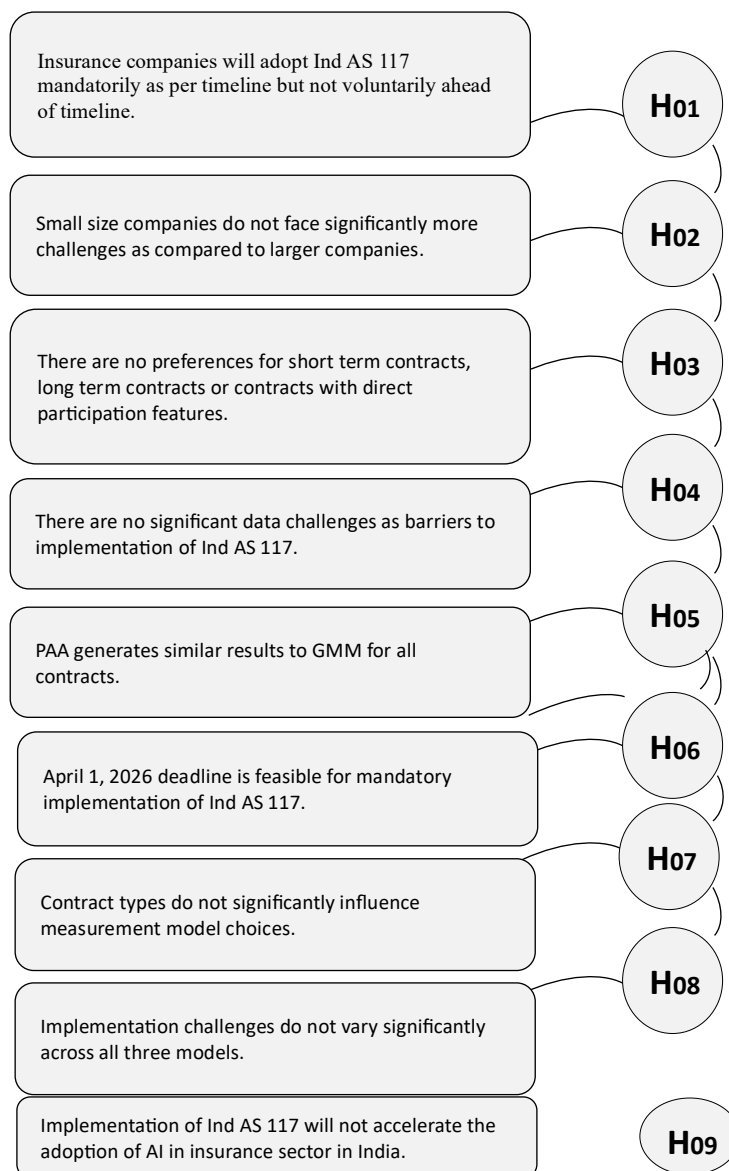 Insurance companies will adopt Ind AS 117
mandatorily as per timeline but not voluntarily ahead
of timeline.
H01
Small size companies do not face significantly more
challenges as compared to larger companies.
H02
There are no preferences for short term contracts,
long term contracts or contracts with direct
participation features.
H03
There are no significant data challenges as barriers to
implementation of Ind AS 117.
H04
PAA generates similar results to GMM for all
contracts.
H05
April 1, 2026 deadline is feasible for mandatory
implementation of Ind AS 117.
H06
Contract types do not significantly influence
measurement model choices.
H07
Implementation challenges do not vary significantly
across all three models.
H08
Implementation of Ind AS 117 will not accelerate the
adoption of AI in insurance sector in India.
H09